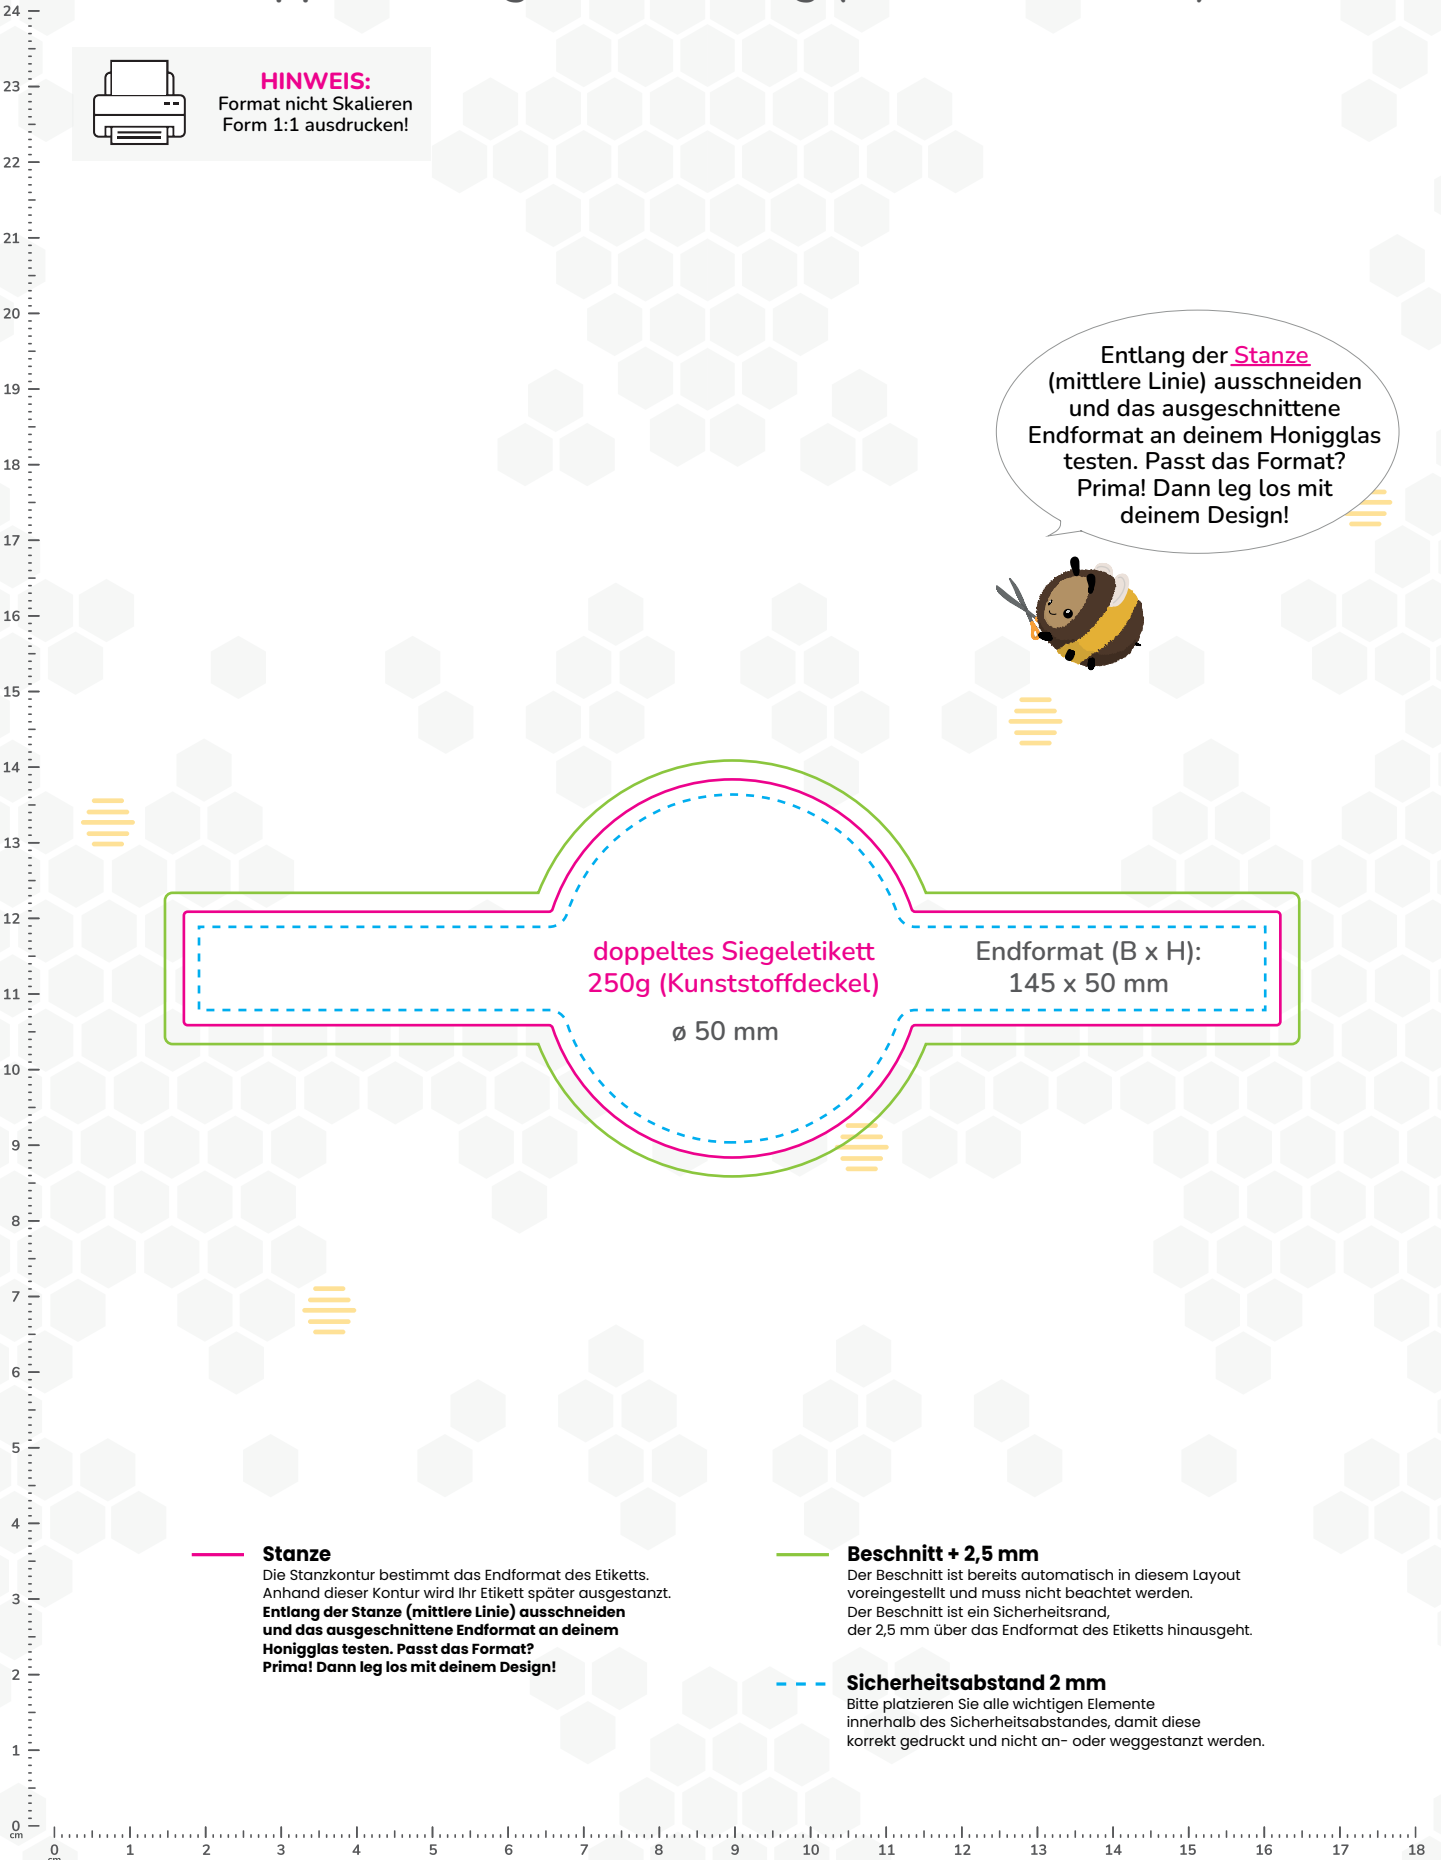 HINWEIS:
Format nicht Skalieren
Form 1:1 ausdrucken!
Entlang der Stanze
(mittlere Linie) ausschneiden
und das ausgeschnittene
Endformat an deinem Honigglas
testen. Passt das Format?
Prima! Dann leg los mit
deinem Design!
doppeltes Siegeletikett
250g (Kunststoffdeckel)
ø 50 mm
Endformat (B x H):
145 x 50 mm
Stanze
Die Stanzkontur bestimmt das Endformat des Etiketts.
Anhand dieser Kontur wird Ihr Etikett später ausgestanzt.
Entlang der Stanze (mittlere Linie) ausschneiden
und das ausgeschnittene Endformat an deinem
Honigglas testen. Passt das Format?
Prima! Dann leg los mit deinem Design!
Beschnitt + 2,5 mm
Der Beschnitt ist bereits automatisch in diesem Layout
voreingestellt und muss nicht beachtet werden.
Der Beschnitt ist ein Sicherheitsrand,
der 2,5 mm über das Endformat des Etiketts hinausgeht.
Sicherheitsabstand 2 mm
Bitte platzieren Sie alle wichtigen Elemente
innerhalb des Sicherheitsabstandes, damit diese
korrekt gedruckt und nicht an- oder weggestanzt werden.
24
23
22
21
20
19
18
17
16
15
14
13
12
11
10
9
8
7
6
5
4
3
2
1
0
cm
0 1 2 3 4 5 6 7 8 9 10 11 12 13 14 15 16 17 18
cm